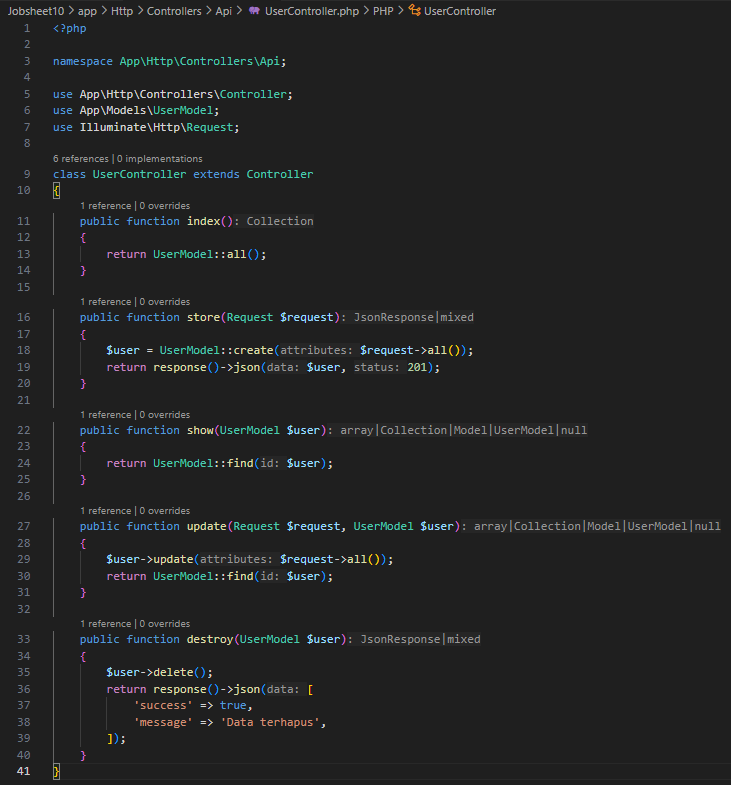 Jobsheet10 > app > Http > Controllers > Api > UserController.php > PHP > UserController
1 <?php
2
3 namespace App\Http\Controllers\Api;
4
5 use App\Http\Controllers\Controller;
6 use App\Models\UserModel;
7 use Illuminate\Http\Request;
8
6 references | 0 implementations
9 class UserController extends Controller
10 {
1 reference | 0 overrides
11 public function index(): Collection
12 {
13 return UserModel::all();
14 }
15
1 reference | 0 overrides
16 public function store(Request $request): JsonResponse|mixed
17 {
18 $user = UserModel::create(attributes: $request->all());
19 return response()->json(data: $user, status: 201);
20 }
21
1 reference | 0 overrides
22 public function show(UserModel $user): array|Collection|Model|UserModel|null
23 {
24 return UserModel::find(id: $user);
25 }
26
1 reference | 0 overrides
27 public function update(Request $request, UserModel $user): array|Collection|Model|UserModel|null
28 {
29 $user->update(attributes: $request->all());
30 return UserModel::find(id: $user);
31 }
32
1 reference | 0 overrides
33 public function destroy(UserModel $user): JsonResponse|mixed
34 {
35 $user->delete();
36 return response()->json(data: [
37 'success' => true,
38 'message' => 'Data terhapus',
39 ]);
40 }
41 }